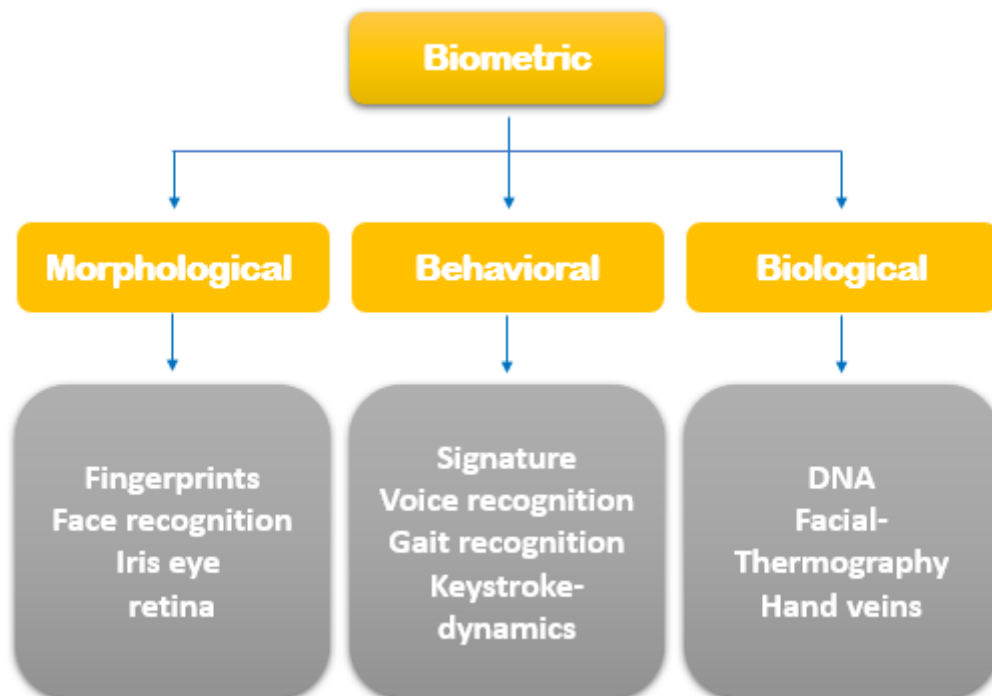 Biometric
Morphological
Behavioral
Biological
Fingerprints
Face recognition
Iris eye
retina
Signature
Voice recognition
Gait recognition
Keystroke-
dynamics
DNA
Facial-
Thermography
Hand veins